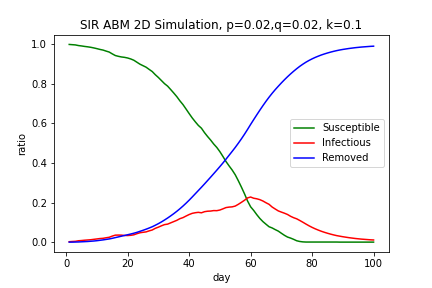 SIR ABM 2D Simulation, p=0.02,q=0.02, k=0.1
1.0
0.8
0.6
0.4
0.2
0.0
ratio
Susceptible
Infectious
Removed
0 20 40 60 80 100
day